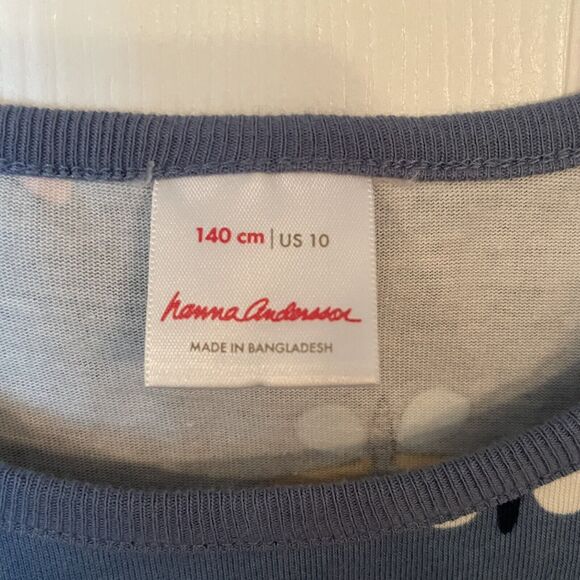 140 cm | US 10
hanna Andersson
MADE IN BANGLADESH